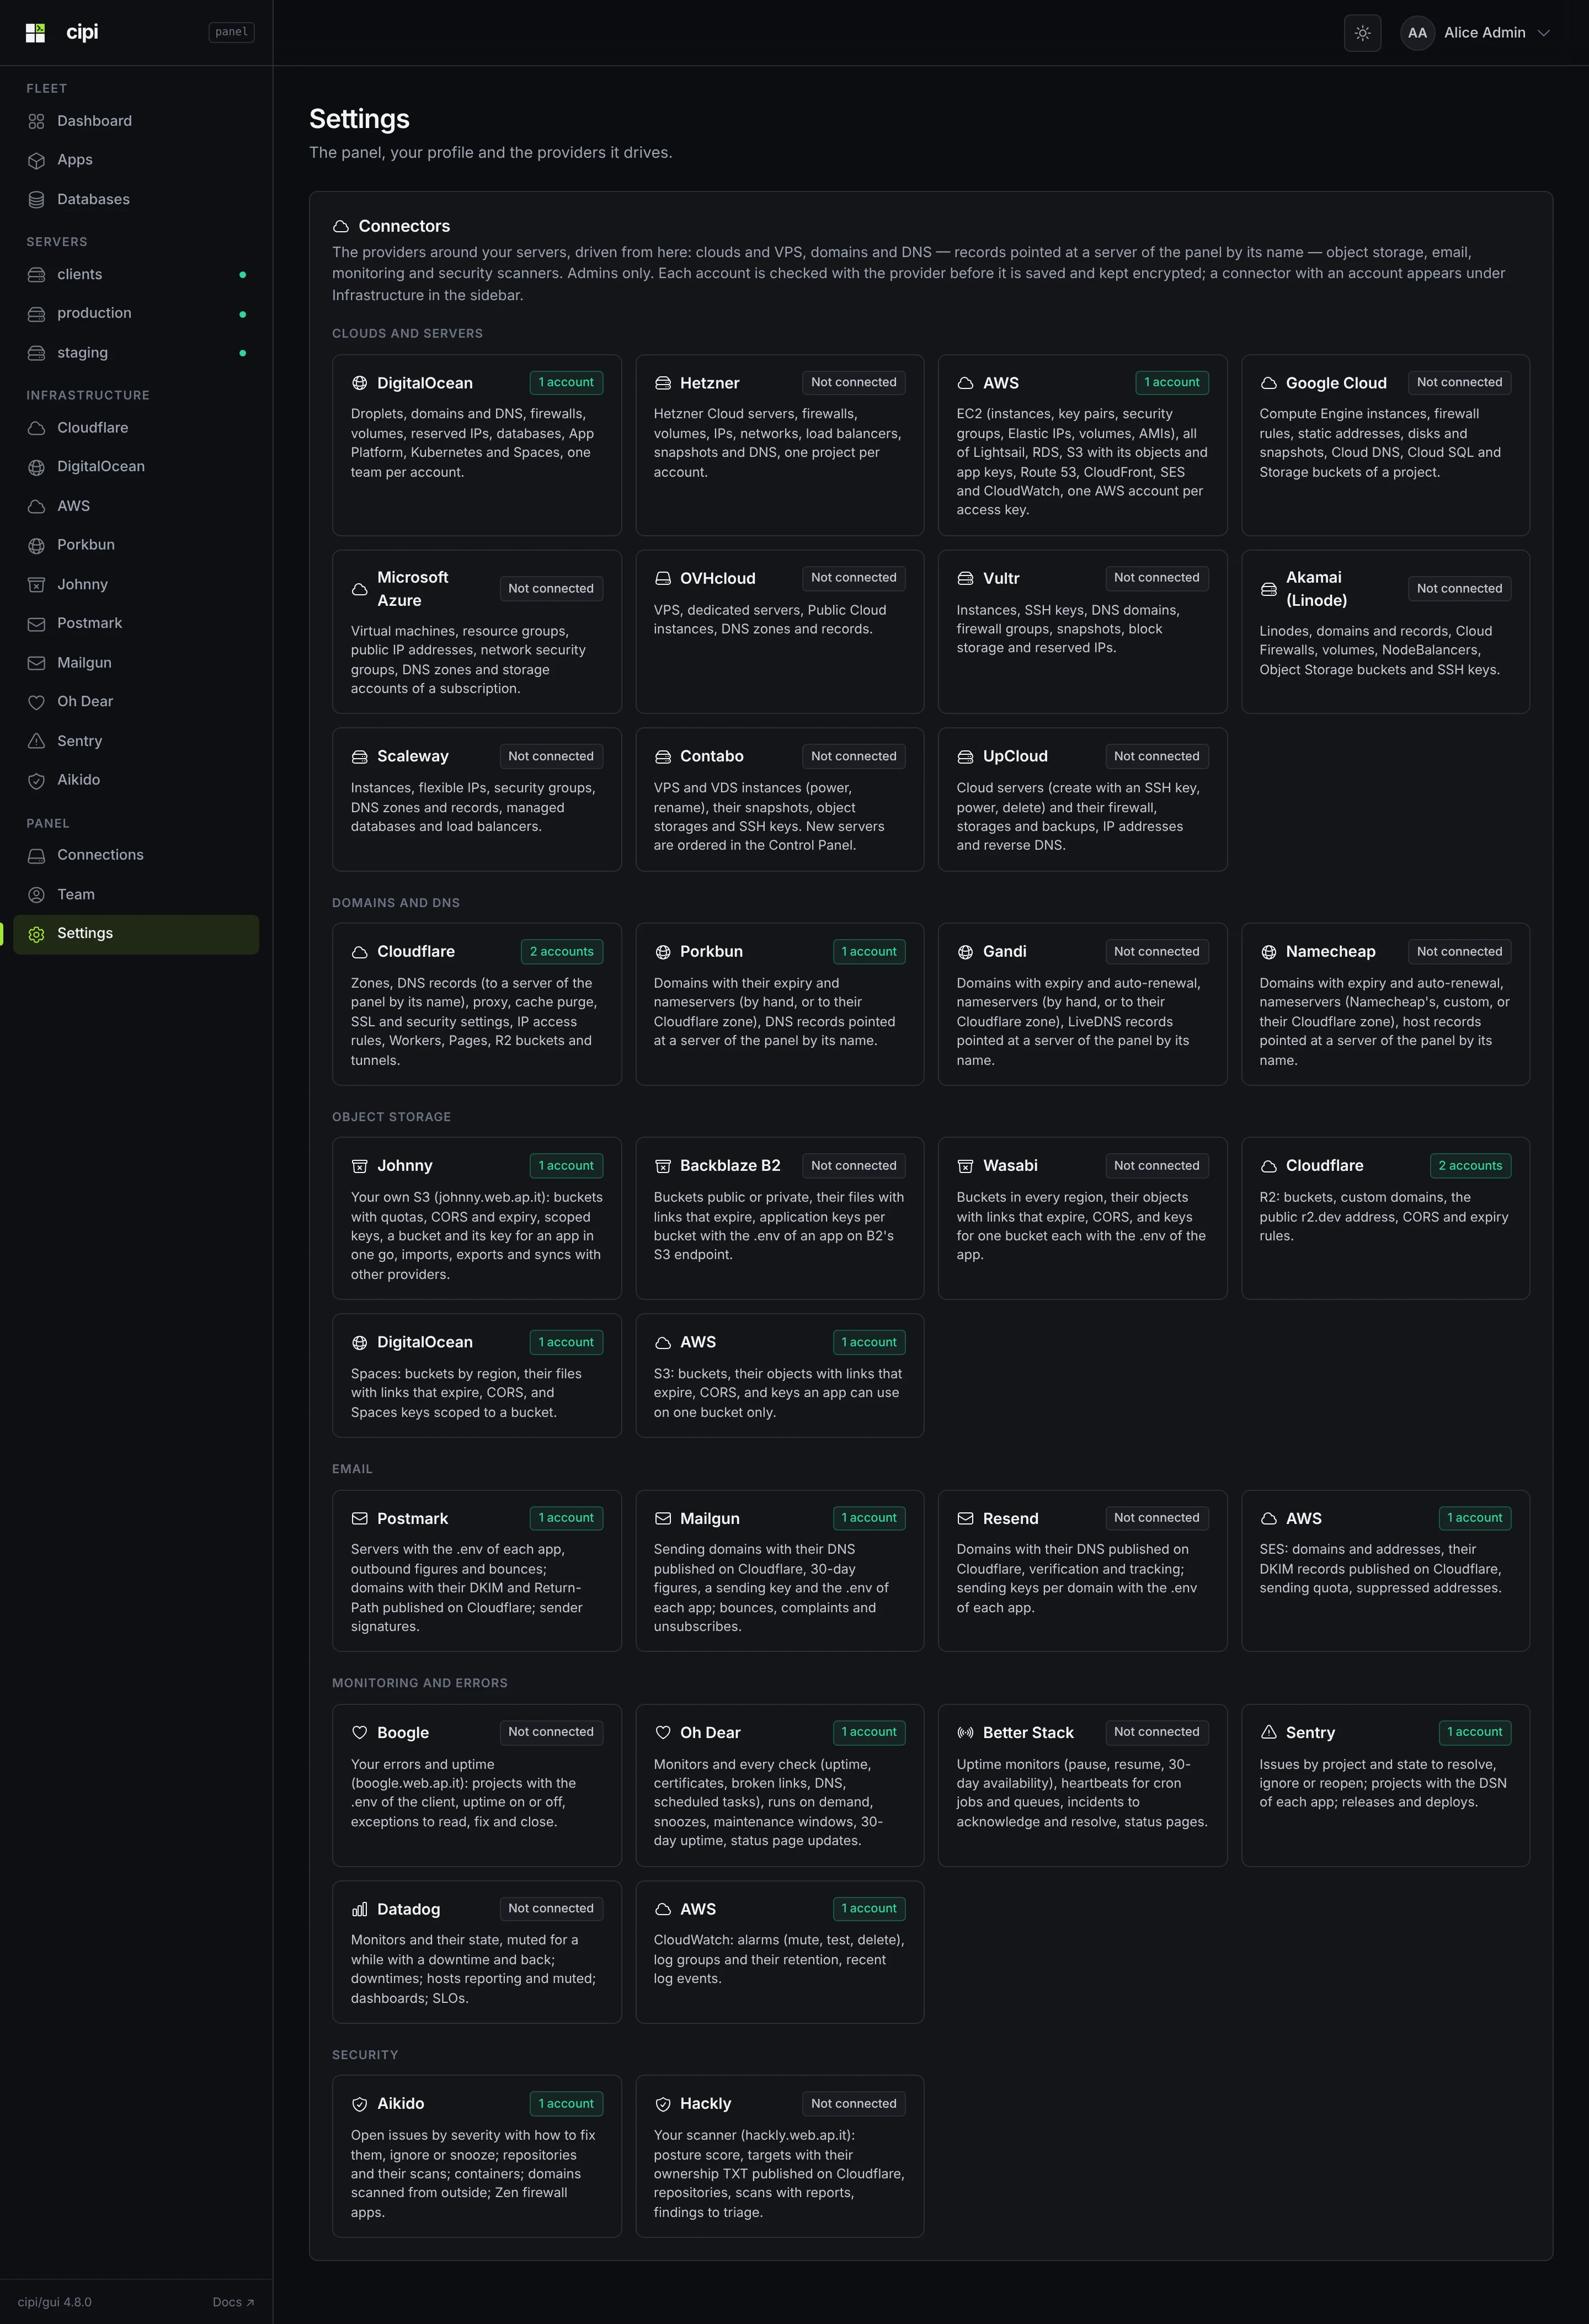 cipi
panel
AA
Alice Admin
FLEET
Dashboard
Apps
Databases
SERVERS
clients
production
staging
INFRASTRUCTURE
Cloudflare
DigitalOcean
AWS
Porkbun
Johnny
Postmark
Mailgun
Oh Dear
Sentry
Aikido
PANEL
Connections
Team
Settings
cipi/gui 4.8.0
Docs ↗
Settings
The panel, your profile and the providers it drives.
Connectors
The providers around your servers, driven from here: clouds and VPS, domains and DNS — records pointed at a server of the panel by its name — object storage, email,
monitoring and security scanners. Admins only. Each account is checked with the provider before it is saved and kept encrypted; a connector with an account appears under
Infrastructure in the sidebar.
CLOUDS AND SERVERS
DigitalOcean
1 account
Droplets, domains and DNS, firewalls,
volumes, reserved IPs, databases, App
Platform, Kubernetes and Spaces, one
team per account.
Hetzner
Not connected
Hetzner Cloud servers, firewalls,
volumes, IPs, networks, load balancers,
snapshots and DNS, one project per
account.
AWS
1 account
EC2 (instances, key pairs, security
groups, Elastic IPs, volumes, AMIs), all
of Lightsail, RDS, S3 with its objects and
app keys, Route 53, CloudFront, SES
and CloudWatch, one AWS account per
access key.
Google Cloud
Not connected
Compute Engine instances, firewall
rules, static addresses, disks and
snapshots, Cloud DNS, Cloud SQL and
Storage buckets of a project.
Microsoft
Azure
Not connected
Virtual machines, resource groups,
public IP addresses, network security
groups, DNS zones and storage
accounts of a subscription.
OVHcloud
Not connected
VPS, dedicated servers, Public Cloud
instances, DNS zones and records.
Vultr
Not connected
Instances, SSH keys, DNS domains,
firewall groups, snapshots, block
storage and reserved IPs.
Akamai
(Linode)
Not connected
Linodes, domains and records, Cloud
Firewalls, volumes, NodeBalancers,
Object Storage buckets and SSH keys.
Scaleway
Not connected
Instances, flexible IPs, security groups,
DNS zones and records, managed
databases and load balancers.
Contabo
Not connected
VPS and VDS instances (power,
rename), their snapshots, object
storages and SSH keys. New servers
are ordered in the Control Panel.
UpCloud
Not connected
Cloud servers (create with an SSH key,
power, delete) and their firewall,
storages and backups, IP addresses
and reverse DNS.
DOMAINS AND DNS
Cloudflare
2 accounts
Zones, DNS records (to a server of the
panel by its name), proxy, cache purge,
SSL and security settings, IP access
rules, Workers, Pages, R2 buckets and
tunnels.
Porkbun
1 account
Domains with their expiry and
nameservers (by hand, or to their
Cloudflare zone), DNS records pointed
at a server of the panel by its name.
Gandi
Not connected
Domains with expiry and auto-renewal,
nameservers (by hand, or to their
Cloudflare zone), LiveDNS records
pointed at a server of the panel by its
name.
Namecheap
Not connected
Domains with expiry and auto-renewal,
nameservers (Namecheap's, custom, or
their Cloudflare zone), host records
pointed at a server of the panel by its
name.
OBJECT STORAGE
Johnny
1 account
Your own S3 (johnny.web.ap.it): buckets
with quotas, CORS and expiry, scoped
keys, a bucket and its key for an app in
one go, imports, exports and syncs with
other providers.
Backblaze B2
Not connected
Buckets public or private, their files with
links that expire, application keys per
bucket with the .env of an app on B2's
S3 endpoint.
Wasabi
Not connected
Buckets in every region, their objects
with links that expire, CORS, and keys
for one bucket each with the .env of the
app.
Cloudflare
2 accounts
R2: buckets, custom domains, the
public r2.dev address, CORS and expiry
rules.
DigitalOcean
1 account
Spaces: buckets by region, their files
with links that expire, CORS, and
Spaces keys scoped to a bucket.
AWS
1 account
S3: buckets, their objects with links that
expire, CORS, and keys an app can use
on one bucket only.
EMAIL
Postmark
1 account
Servers with the .env of each app,
outbound figures and bounces;
domains with their DKIM and Return-
Path published on Cloudflare; sender
signatures.
Mailgun
1 account
Sending domains with their DNS
published on Cloudflare, 30-day
figures, a sending key and the .env of
each app; bounces, complaints and
unsubscribes.
Resend
Not connected
Domains with their DNS published on
Cloudflare, verification and tracking;
sending keys per domain with the .env
of each app.
AWS
1 account
SES: domains and addresses, their
DKIM records published on Cloudflare,
sending quota, suppressed addresses.
MONITORING AND ERRORS
Boogle
Not connected
Your errors and uptime
(boogle.web.ap.it): projects with the
.env of the client, uptime on or off,
exceptions to read, fix and close.
Oh Dear
1 account
Monitors and every check (uptime,
certificates, broken links, DNS,
scheduled tasks), runs on demand,
snoozes, maintenance windows, 30-
day uptime, status page updates.
Better Stack
Not connected
Uptime monitors (pause, resume, 30-
day availability), heartbeats for cron
jobs and queues, incidents to
acknowledge and resolve, status pages.
Sentry
1 account
Issues by project and state to resolve,
ignore or reopen; projects with the DSN
of each app; releases and deploys.
Datadog
Not connected
Monitors and their state, muted for a
while with a downtime and back;
downtimes; hosts reporting and muted;
dashboards; SLOs.
AWS
1 account
CloudWatch: alarms (mute, test, delete),
log groups and their retention, recent
log events.
SECURITY
Aikido
1 account
Open issues by severity with how to fix
them, ignore or snooze; repositories
and their scans; containers; domains
scanned from outside; Zen firewall
apps.
Hackly
Not connected
Your scanner (hackly.web.ap.it):
posture score, targets with their
ownership TXT published on Cloudflare,
repositories, scans with reports,
findings to triage.